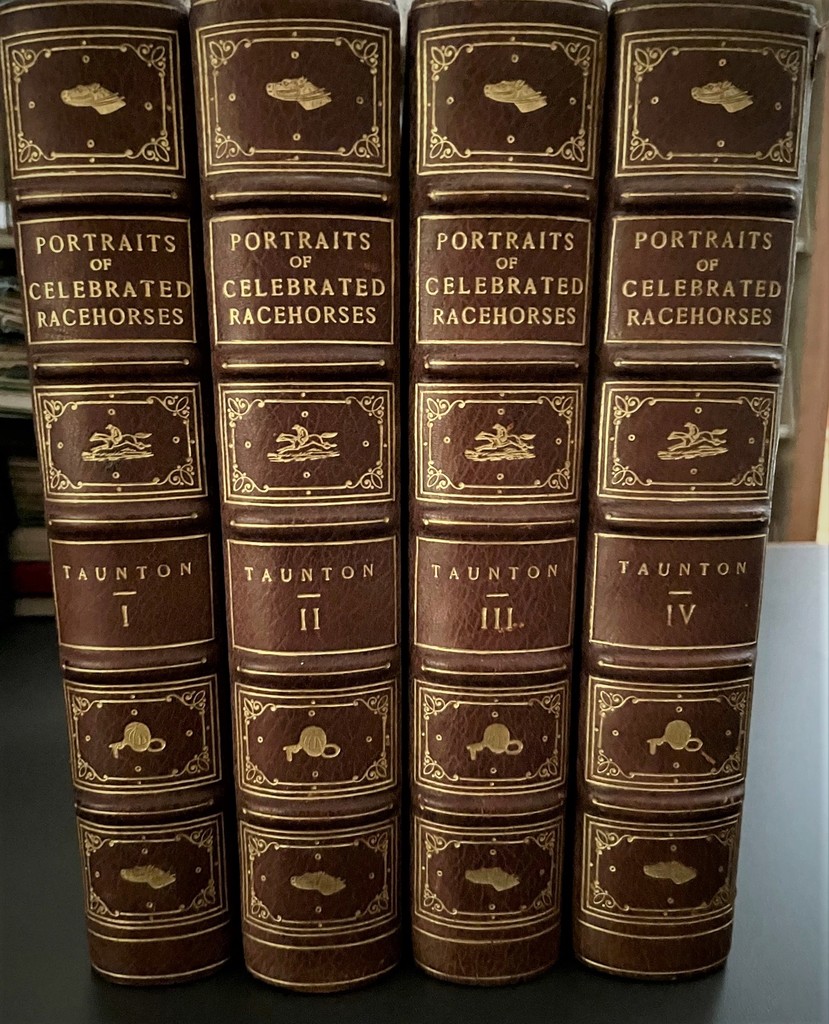 PORTRAITS
OF
CELEBRATED
RACEHORSES
TAUNTON
I
PORTRAITS
OF
CELEBRATED
RACEHORSES
TAUNTON
II
PORTRAITS
OF
CELEBRATED
RACEHORSES
TAUNTON
III
PORTRAITS
OF
CELEBRATED
RACEHORSES
TAUNTON
IV